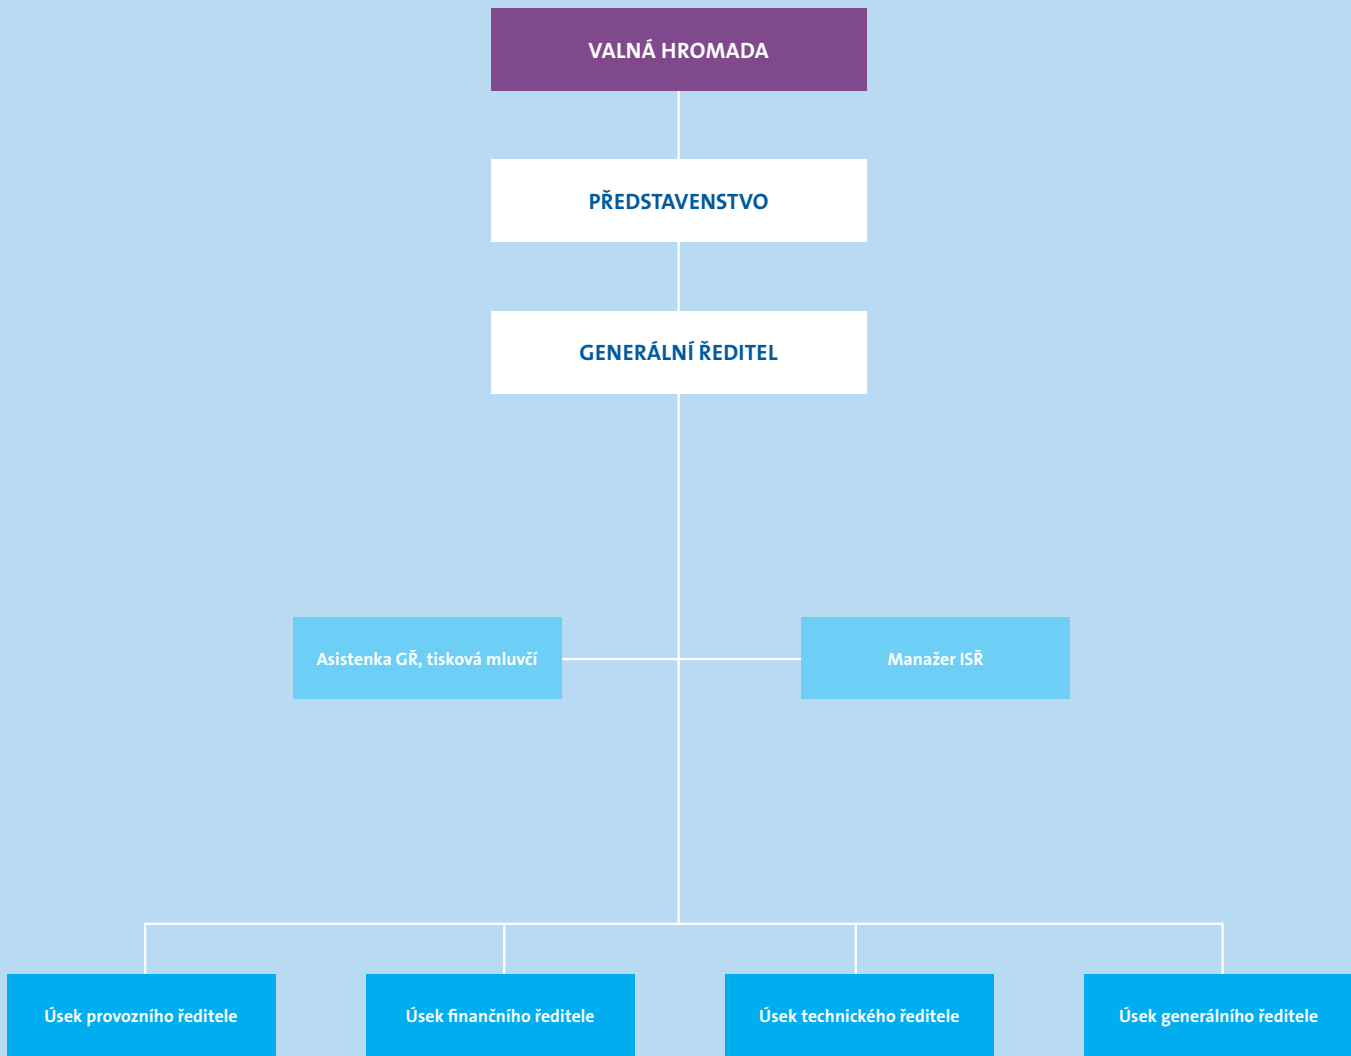 VALNÁ HROMADA
PŘEDSTAVENSTVO
GENERÁLNÍ ŘEDITEL
Asistenka GŘ, tisková mluvčí
Manažer ISŘ
Úsek provozního ředitele
Úsek finančního ředitele
Úsek technického ředitele
Úsek generálního ředitele